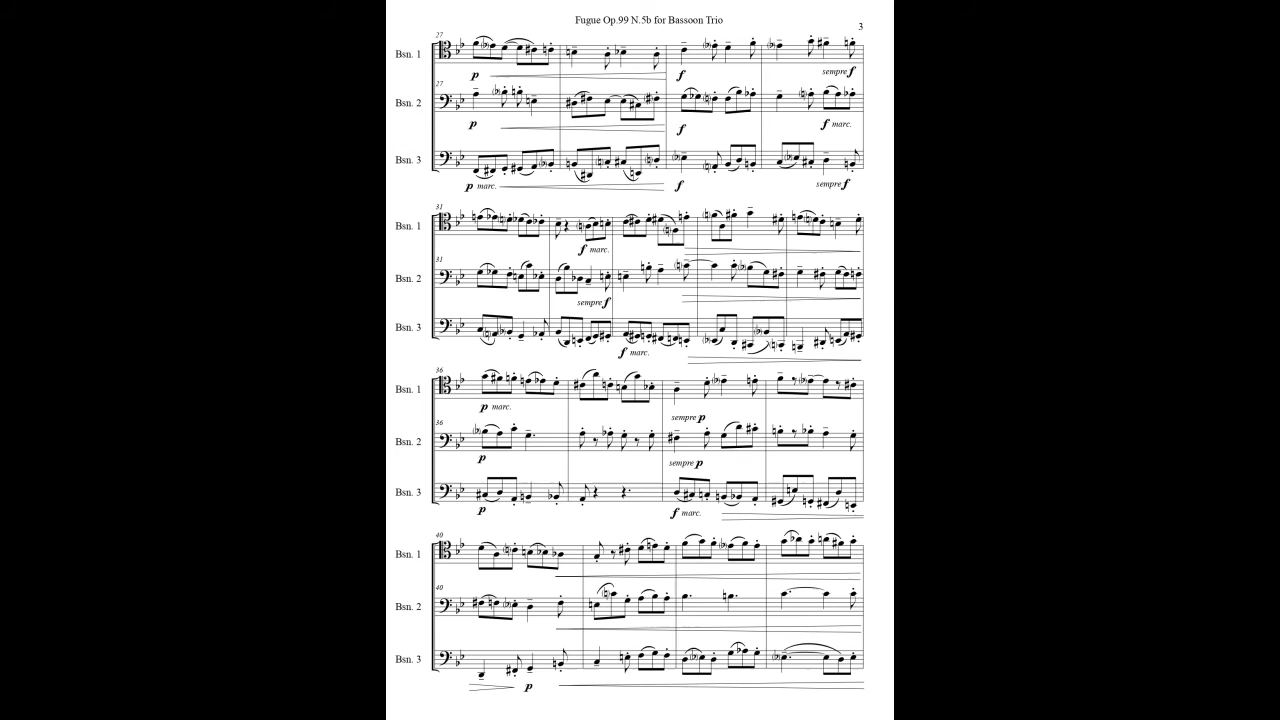 Fugue Op.99 N.5b for Bassoon Trio
3
27
Bsn. 1
p
f
sempre f
27
Bsn. 2
p
f
f marc.
Bsn. 3
p marc.
f
sempre f
31
Bsn. 1
f marc.
31
Bsn. 2
sempre f
Bsn. 3
f marc.
36
Bsn. 1
p marc.
sempre p
36
Bsn. 2
p
sempre p
Bsn. 3
p
f marc.
40
Bsn. 1
40
Bsn. 2
Bsn. 3
p